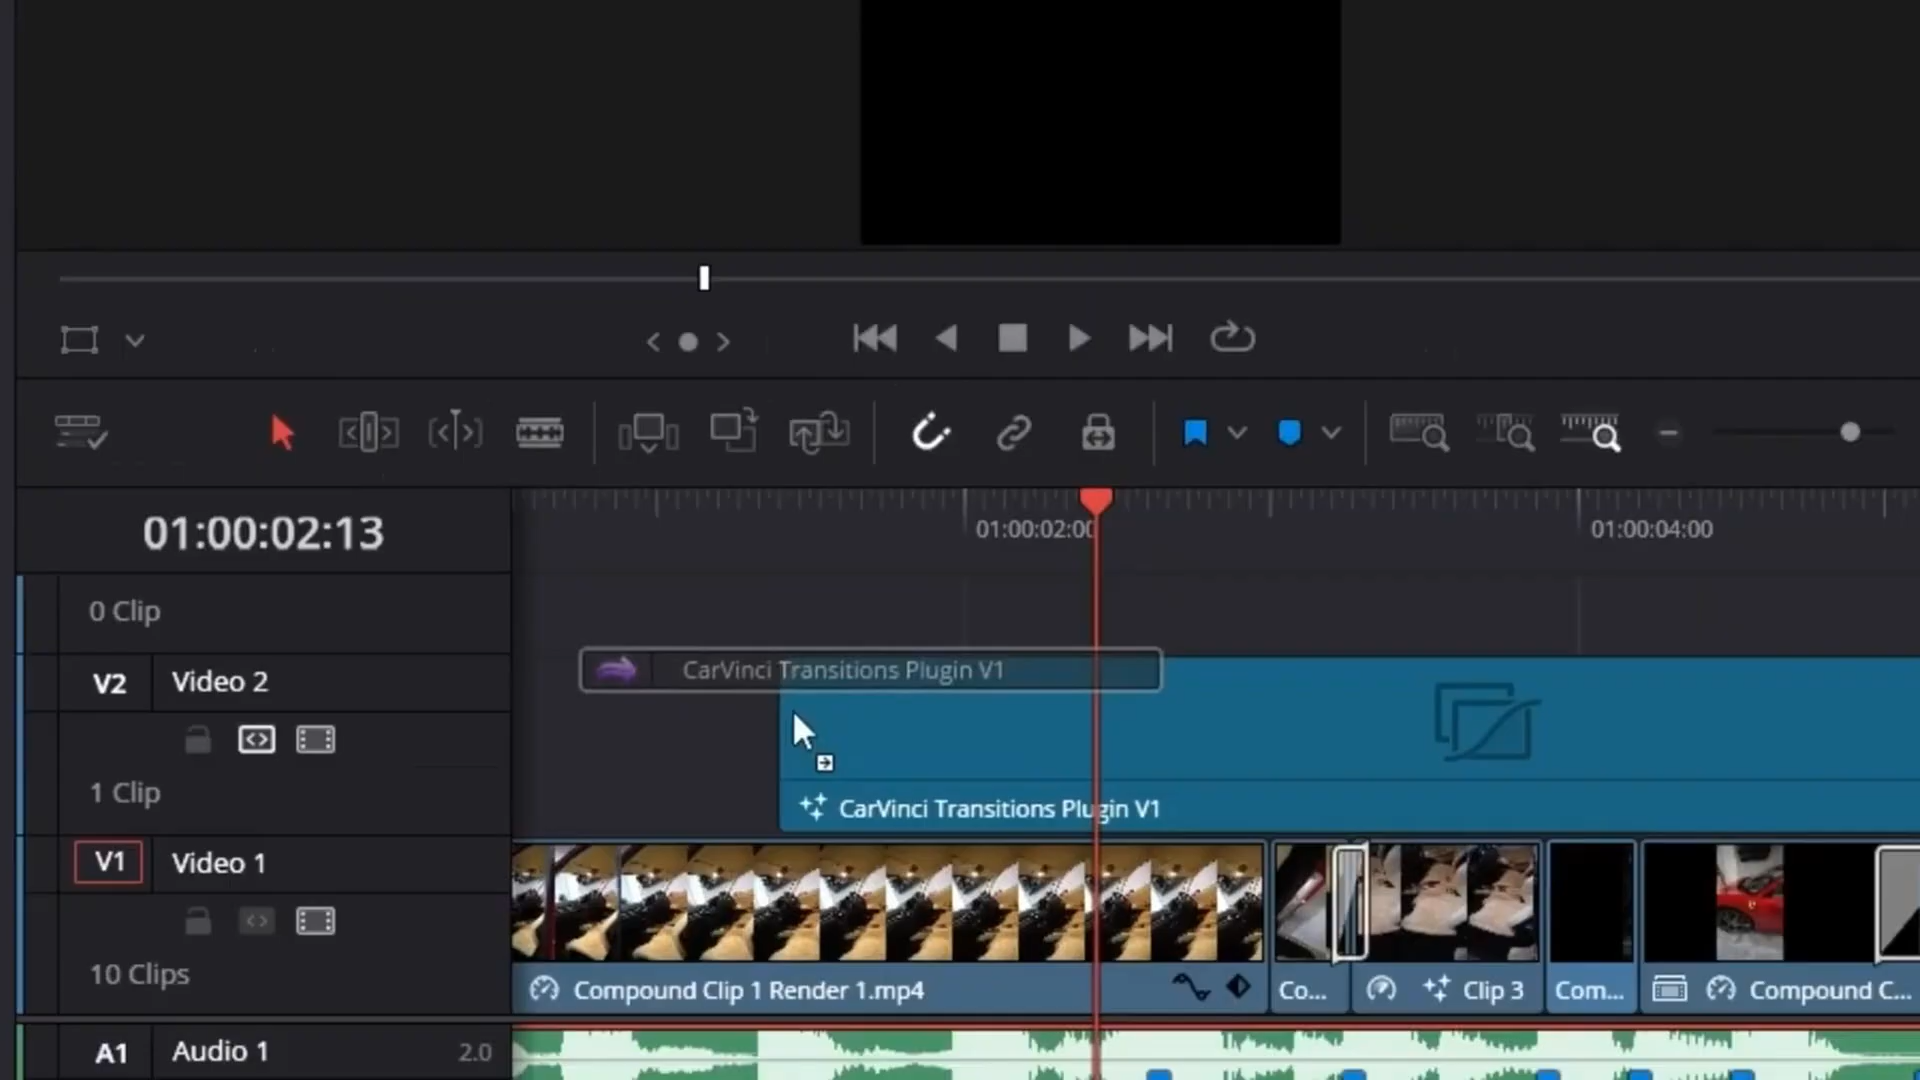 01:00:02:13
01:00:02:00
01:00:04:00
0 Clip
CarVinci Transitions Plugin V1
V2
Video 2
1 Clip
CarVinci Transitions Plugin V1
V1
Video 1
10 Clips
Compound Clip 1 Render 1.mp4
Co...
Clip 3
Com...
Compound C...
A1
Audio 1
2.0